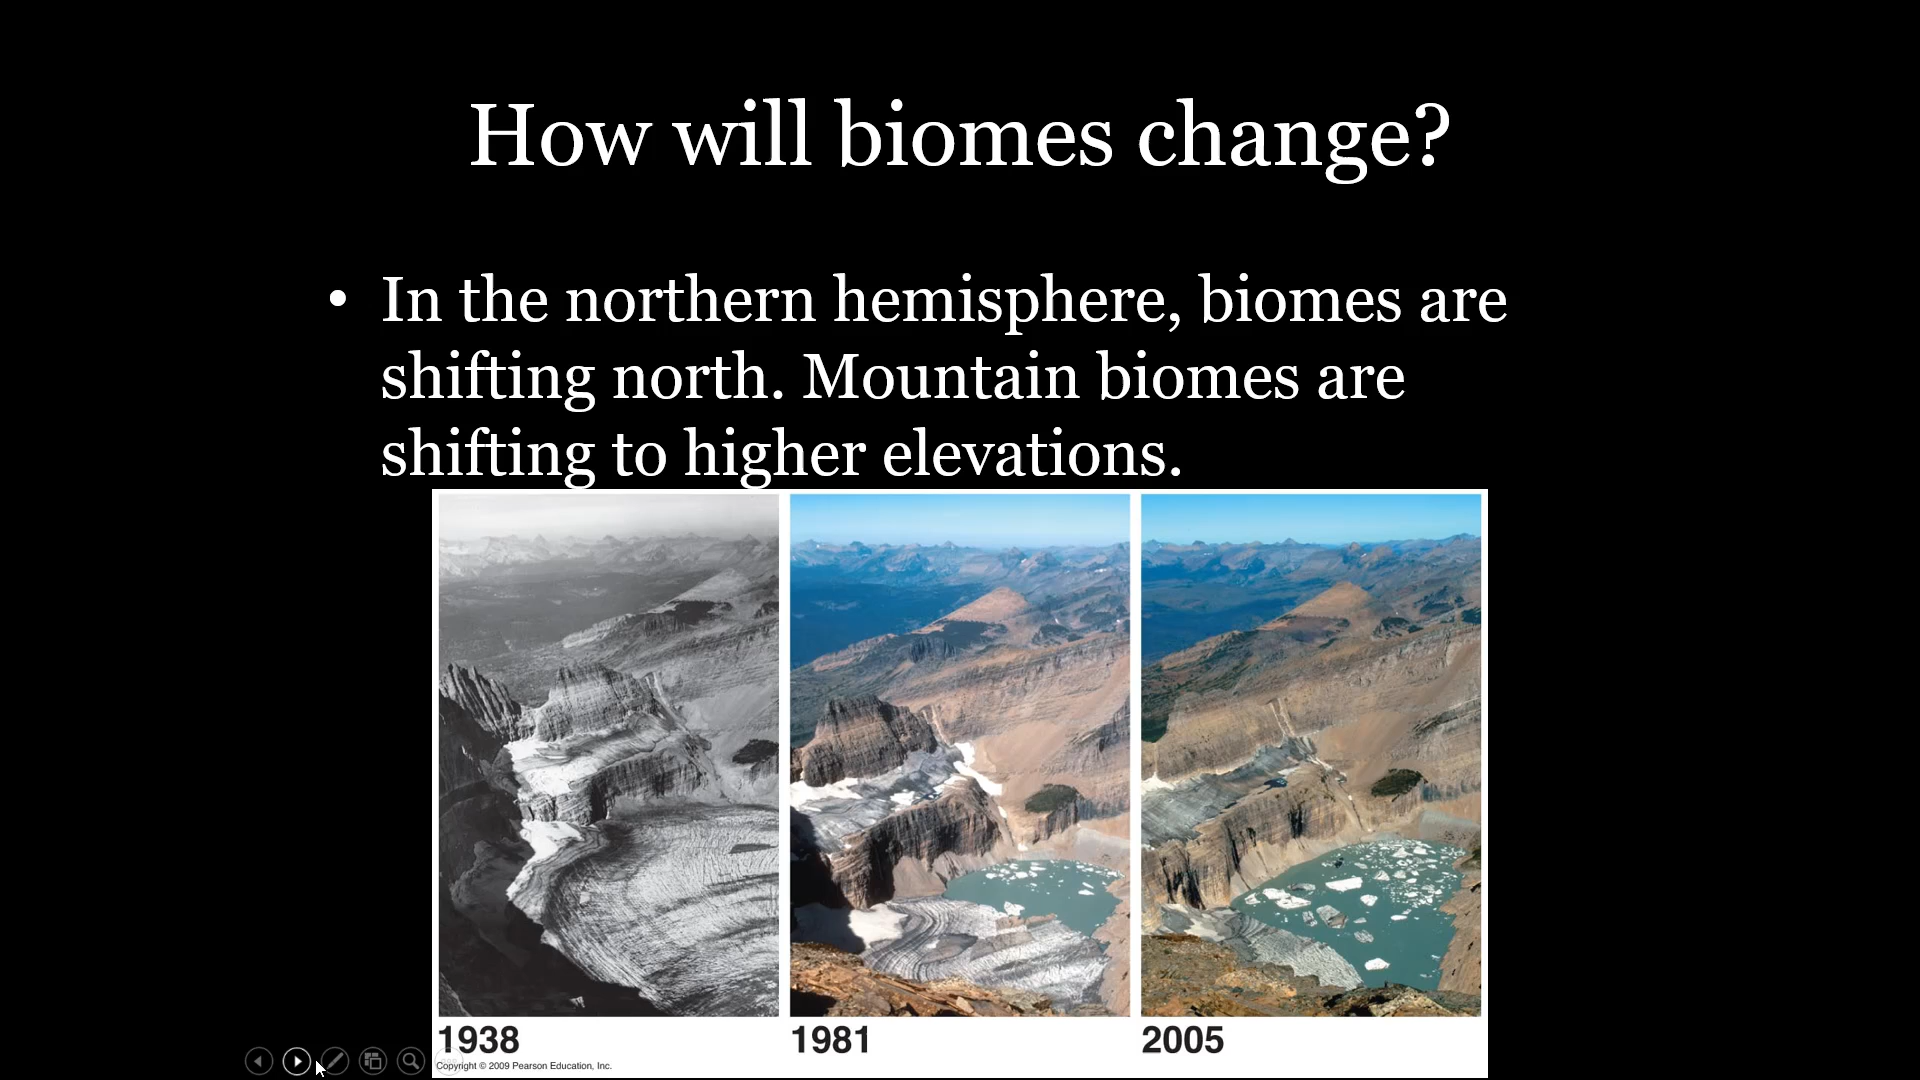 How will biomes change?
• In the northern hemisphere, biomes are
shifting north. Mountain biomes are
shifting to higher elevations.
1938
1981
2005
Copyright © 2009 Pearson Education, Inc.